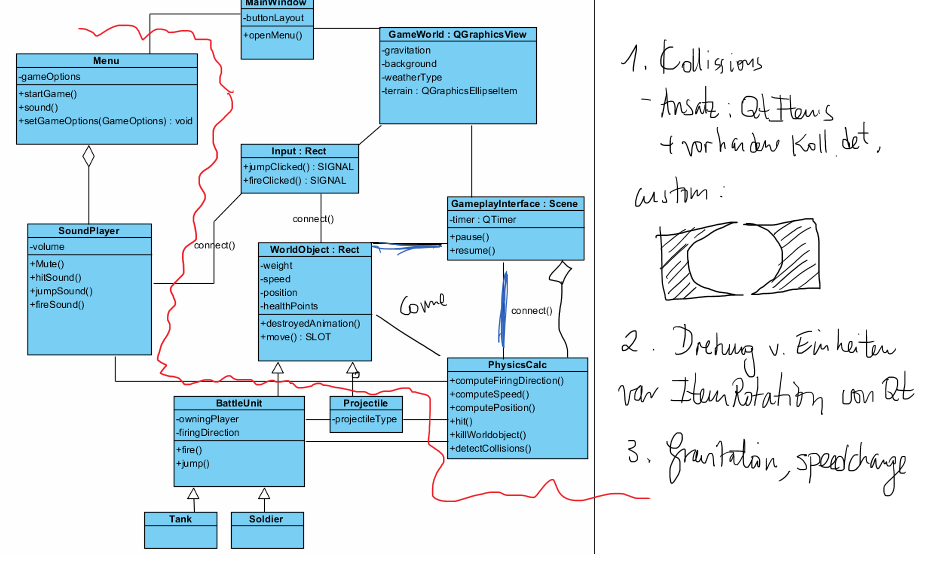 MainWindow
-buttonLayout
+openMenu()
Menu
-gameOptions
+startGame()
+sound()
+setGameOptions(GameOptions) : void
GameWorld : QGraphicsView
-gravitation
-background
-weatherType
-terrain : QGraphicsEllipseItem
Input : Rect
+jumpClicked() : SIGNAL
+fireClicked() : SIGNAL
connect()
connect()
SoundPlayer
-volume
+Mute()
+hitSound()
+jumpSound()
+fireSound()
WorldObject : Rect
-weight
-speed
-position
-healthPoints
+destroyedAnimation()
+move() : SLOT
GameplayInterface : Scene
-timer : QTimer
+pause()
+resume()
connect()
PhysicsCalc
+computeFiringDirection()
+computeSpeed()
+computePosition()
+hit()
+killWorldobject()
+detectCollisions()
BattleUnit
-owningPlayer
-firingDirection
+fire()
+jump()
Projectile
-projectileType
Tank
Soldier
1. Collissions
- Ansatz : Qt Items
+ vorhandene Koll. det.
custom :
2. Drehung v. Einheiten
var ItemRotation von Qt
3. Gravitation, speedchange